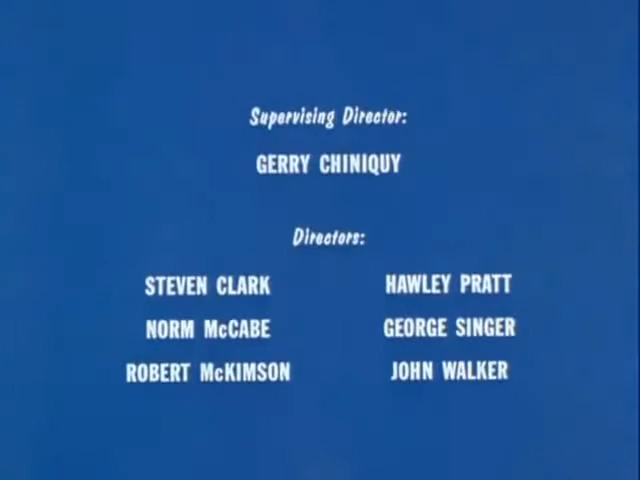 Supervising Director:
GERRY CHINIQUY
Directors:
STEVEN CLARK HAWLEY PRATT
NORM McCABE GEORGE SINGER
ROBERT McKIMSON JOHN WALKER